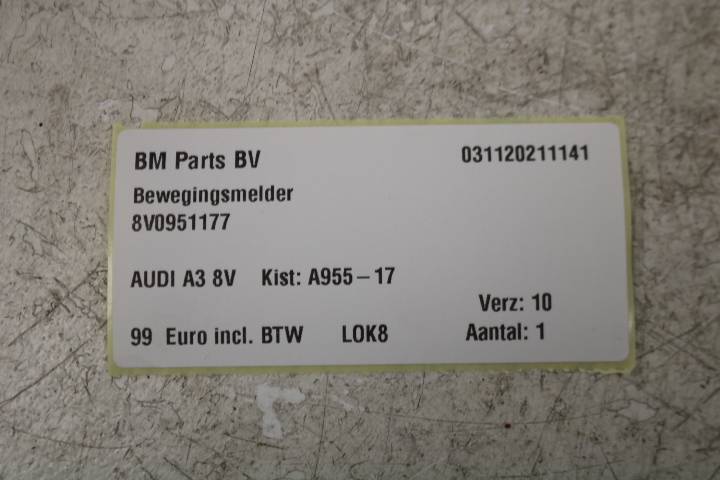 BM Parts BV 031120211141
Bewegingsmelder
8V0951177
AUDI A3 8V Kist: A955-17
Verz: 10
99 Euro incl. BTW LOK8 Aantal: 1